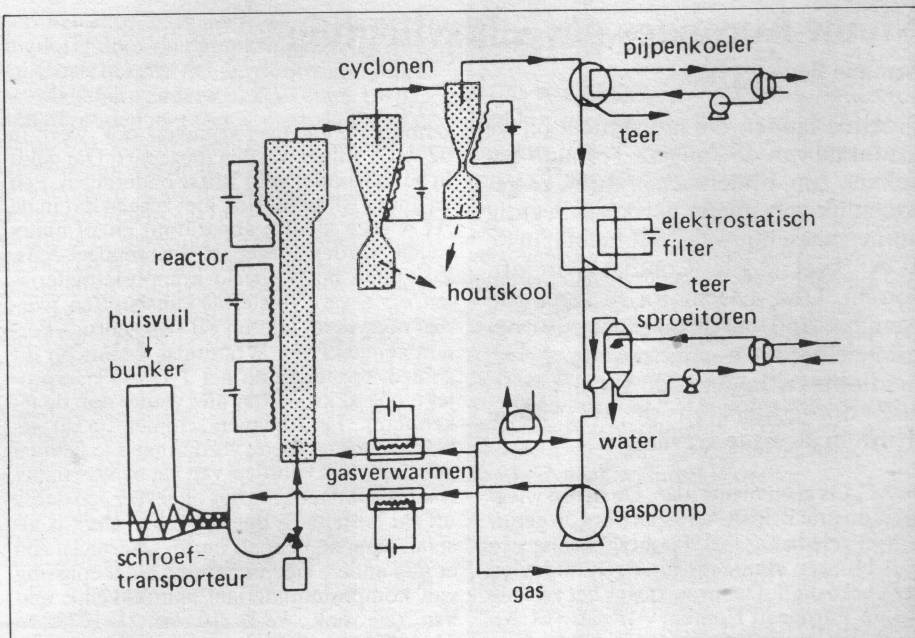 pijpenkoeler
cyclonen
teer
elektrostatisch
filter
reactor
houtskool
teer
huisvuil
sproeitoren
bunker
water
gasverwarmen
gaspomp
schroef-
transporteur
gas